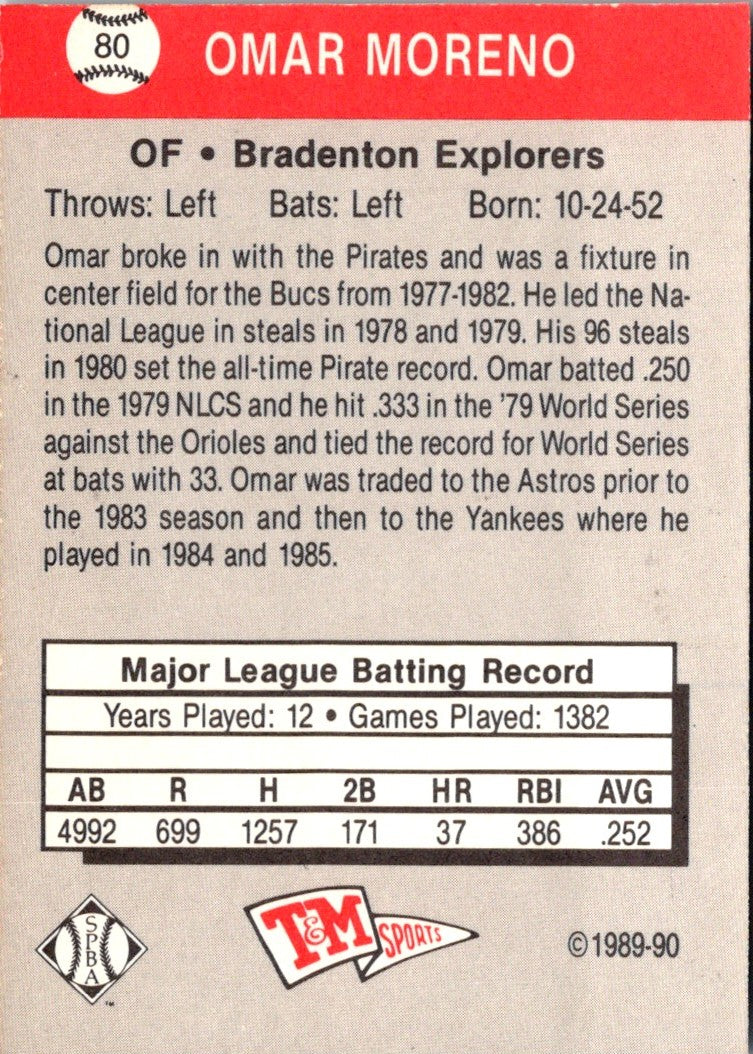 80
OMAR MORENO
OF • Bradenton Explorers
Throws: Left Bats: Left Born: 10-24-52
Omar broke in with the Pirates and was a fixture in
center field for the Bucs from 1977-1982. He led the Na-
tional League in steals in 1978 and 1979. His 96 steals
in 1980 set the all-time Pirate record. Omar batted .250
in the 1979 NLCS and he hit .333 in the '79 World Series
against the Orioles and tied the record for World Series
at bats with 33. Omar was traded to the Astros prior to
the 1983 season and then to the Yankees where he
played in 1984 and 1985.
Major League Batting Record
Years Played: 12 • Games Played: 1382
AB R H 2B HR RBI AVG
4992 699 1257 171 37 386 .252
SPBA
TM
T&M SPORTS
©1989-90